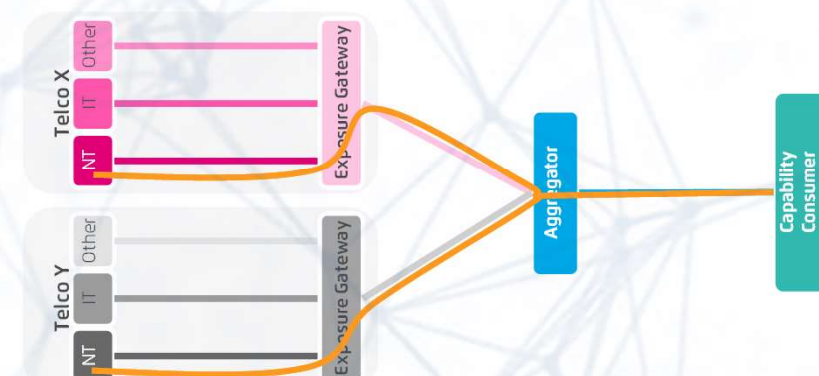 Telco X
Other
IT
NT
Exposure Gateway
Telco Y
Other
IT
NT
Exposure Gateway
Aggregator
Capability
Consumer